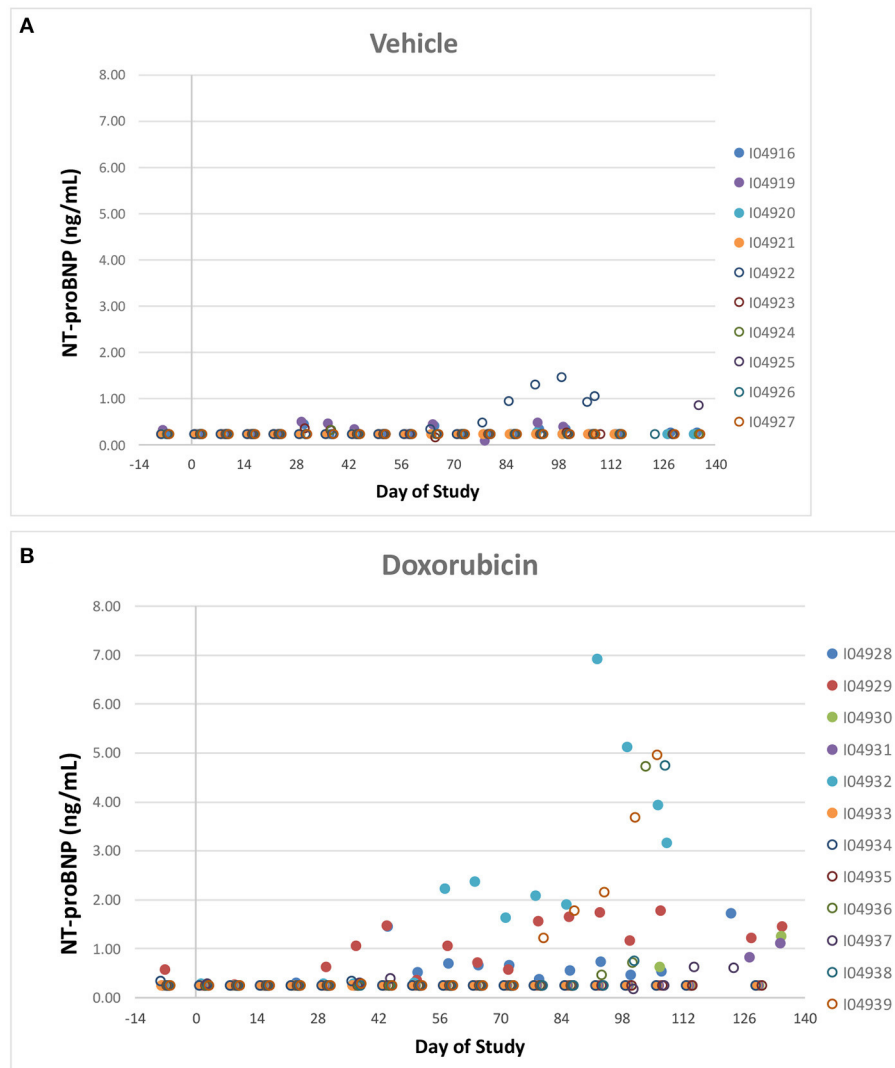 A
Vehicle
8.00
7.00
6.00
5.00
4.00
3.00
2.00
1.00
0.00
NT-proBNP (ng/mL)
-14 0 14 28 42 56 70 84 98 112 126 140
Day of Study
I04916
I04919
I04920
I04921
I04922
I04923
I04924
I04925
I04926
I04927
B
Doxorubicin
8.00
7.00
6.00
5.00
4.00
3.00
2.00
1.00
0.00
NT-proBNP (ng/mL)
-14 0 14 28 42 56 70 84 98 112 126 140
Day of Study
I04928
I04929
I04930
I04931
I04932
I04933
I04934
I04935
I04936
I04937
I04938
I04939